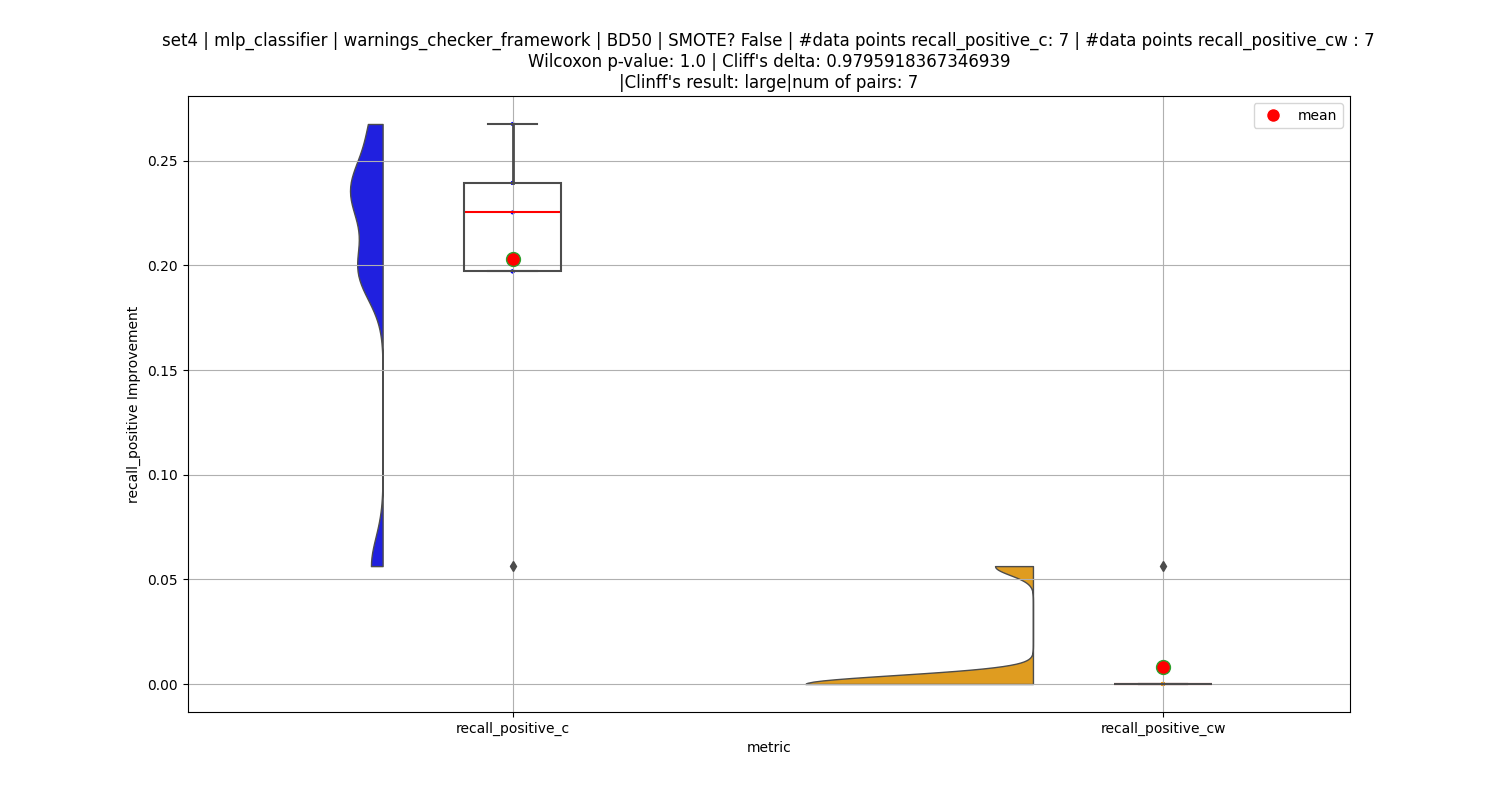 set4 | mlp_classifier | warnings_checker_framework | BD50 | SMOTE? False | #data points recall_positive_c: 7 | #data points recall_positive_cw : 7
Wilcoxon p-value: 1.0 | Cliff's delta: 0.9795918367346939
|Clinff's result: large|num of pairs: 7
mean
0.25
0.20
0.15
0.10
0.05
0.00
recall_positive Improvement
recall_positive_c
recall_positive_cw
metric